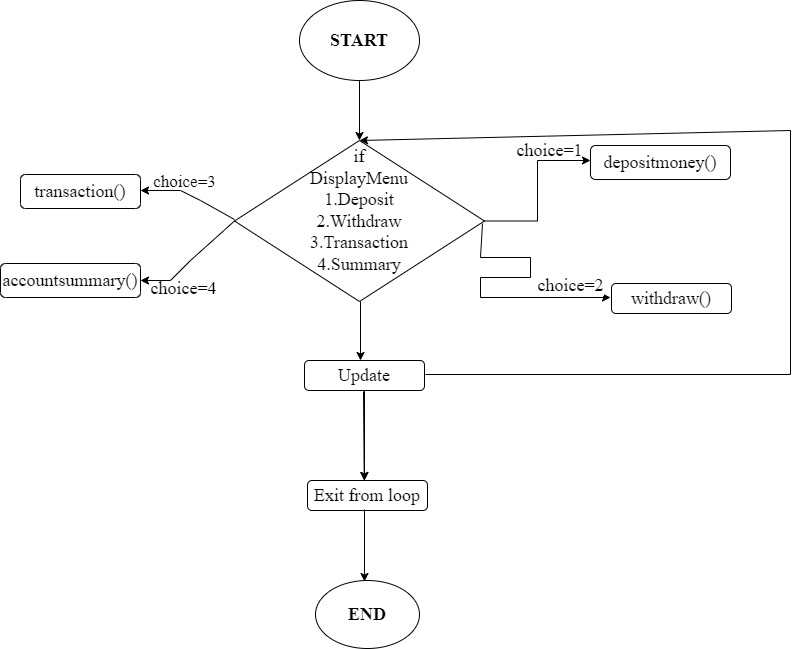 START
if
DisplayMenu
1.Deposit
2.Withdraw
3.Transaction
4.Summary
choice=1
depositmoney()
choice=3
transaction()
accountsummary()
choice=4
choice=2
withdraw()
Update
Exit from loop
END